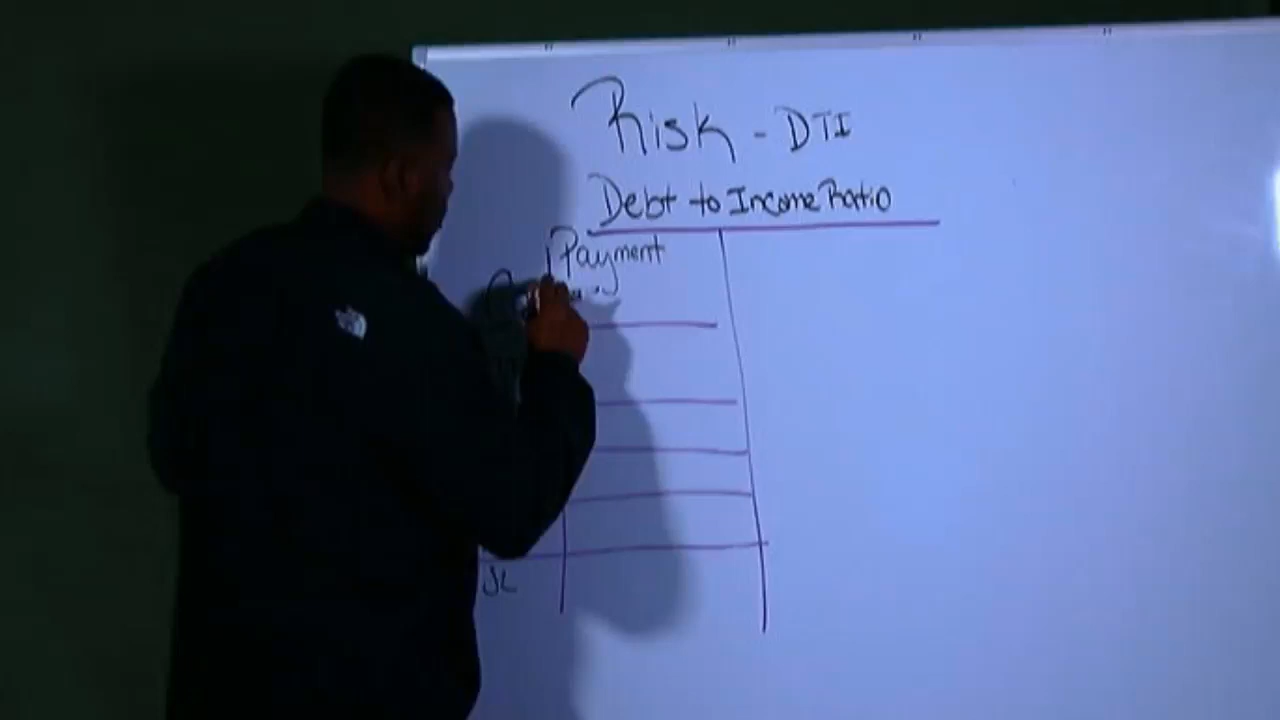 Risk - DTI
Debt to Income Ratio
Payment